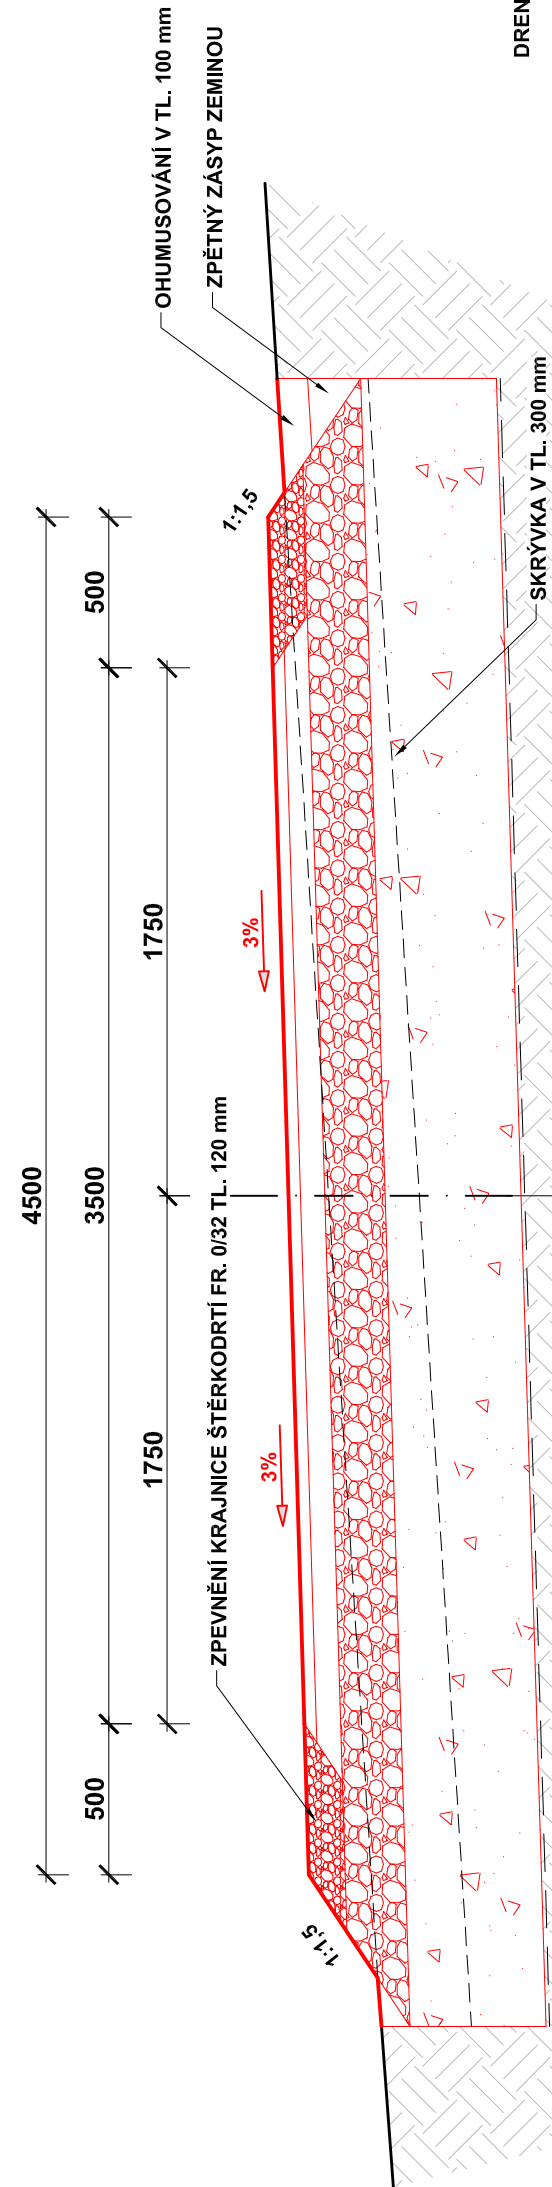 4500
500
3500
500
1750
1750
ZPEVNĚNÍ KRAJNICE ŠTĚRKODRTÍ FR. 0/32 TL. 120 mm
OHUMUSOVÁNÍ V TL. 100 mm
ZPĚTNÝ ZÁSYP ZEMINOU
3%
3%
1:1,5
1:1,5
SKRÝVKA V TL. 300 mm
DREN